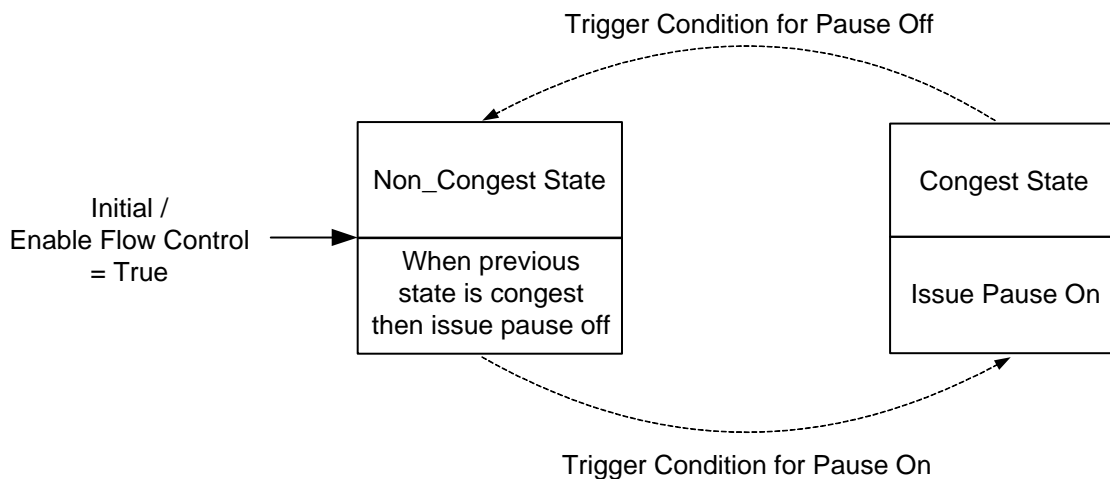 Trigger Condition for Pause Off
Non_Congest State
Congest State
Initial /
Enable Flow Control
= True
When previous
state is congest
then issue pause off
Issue Pause On
Trigger Condition for Pause On